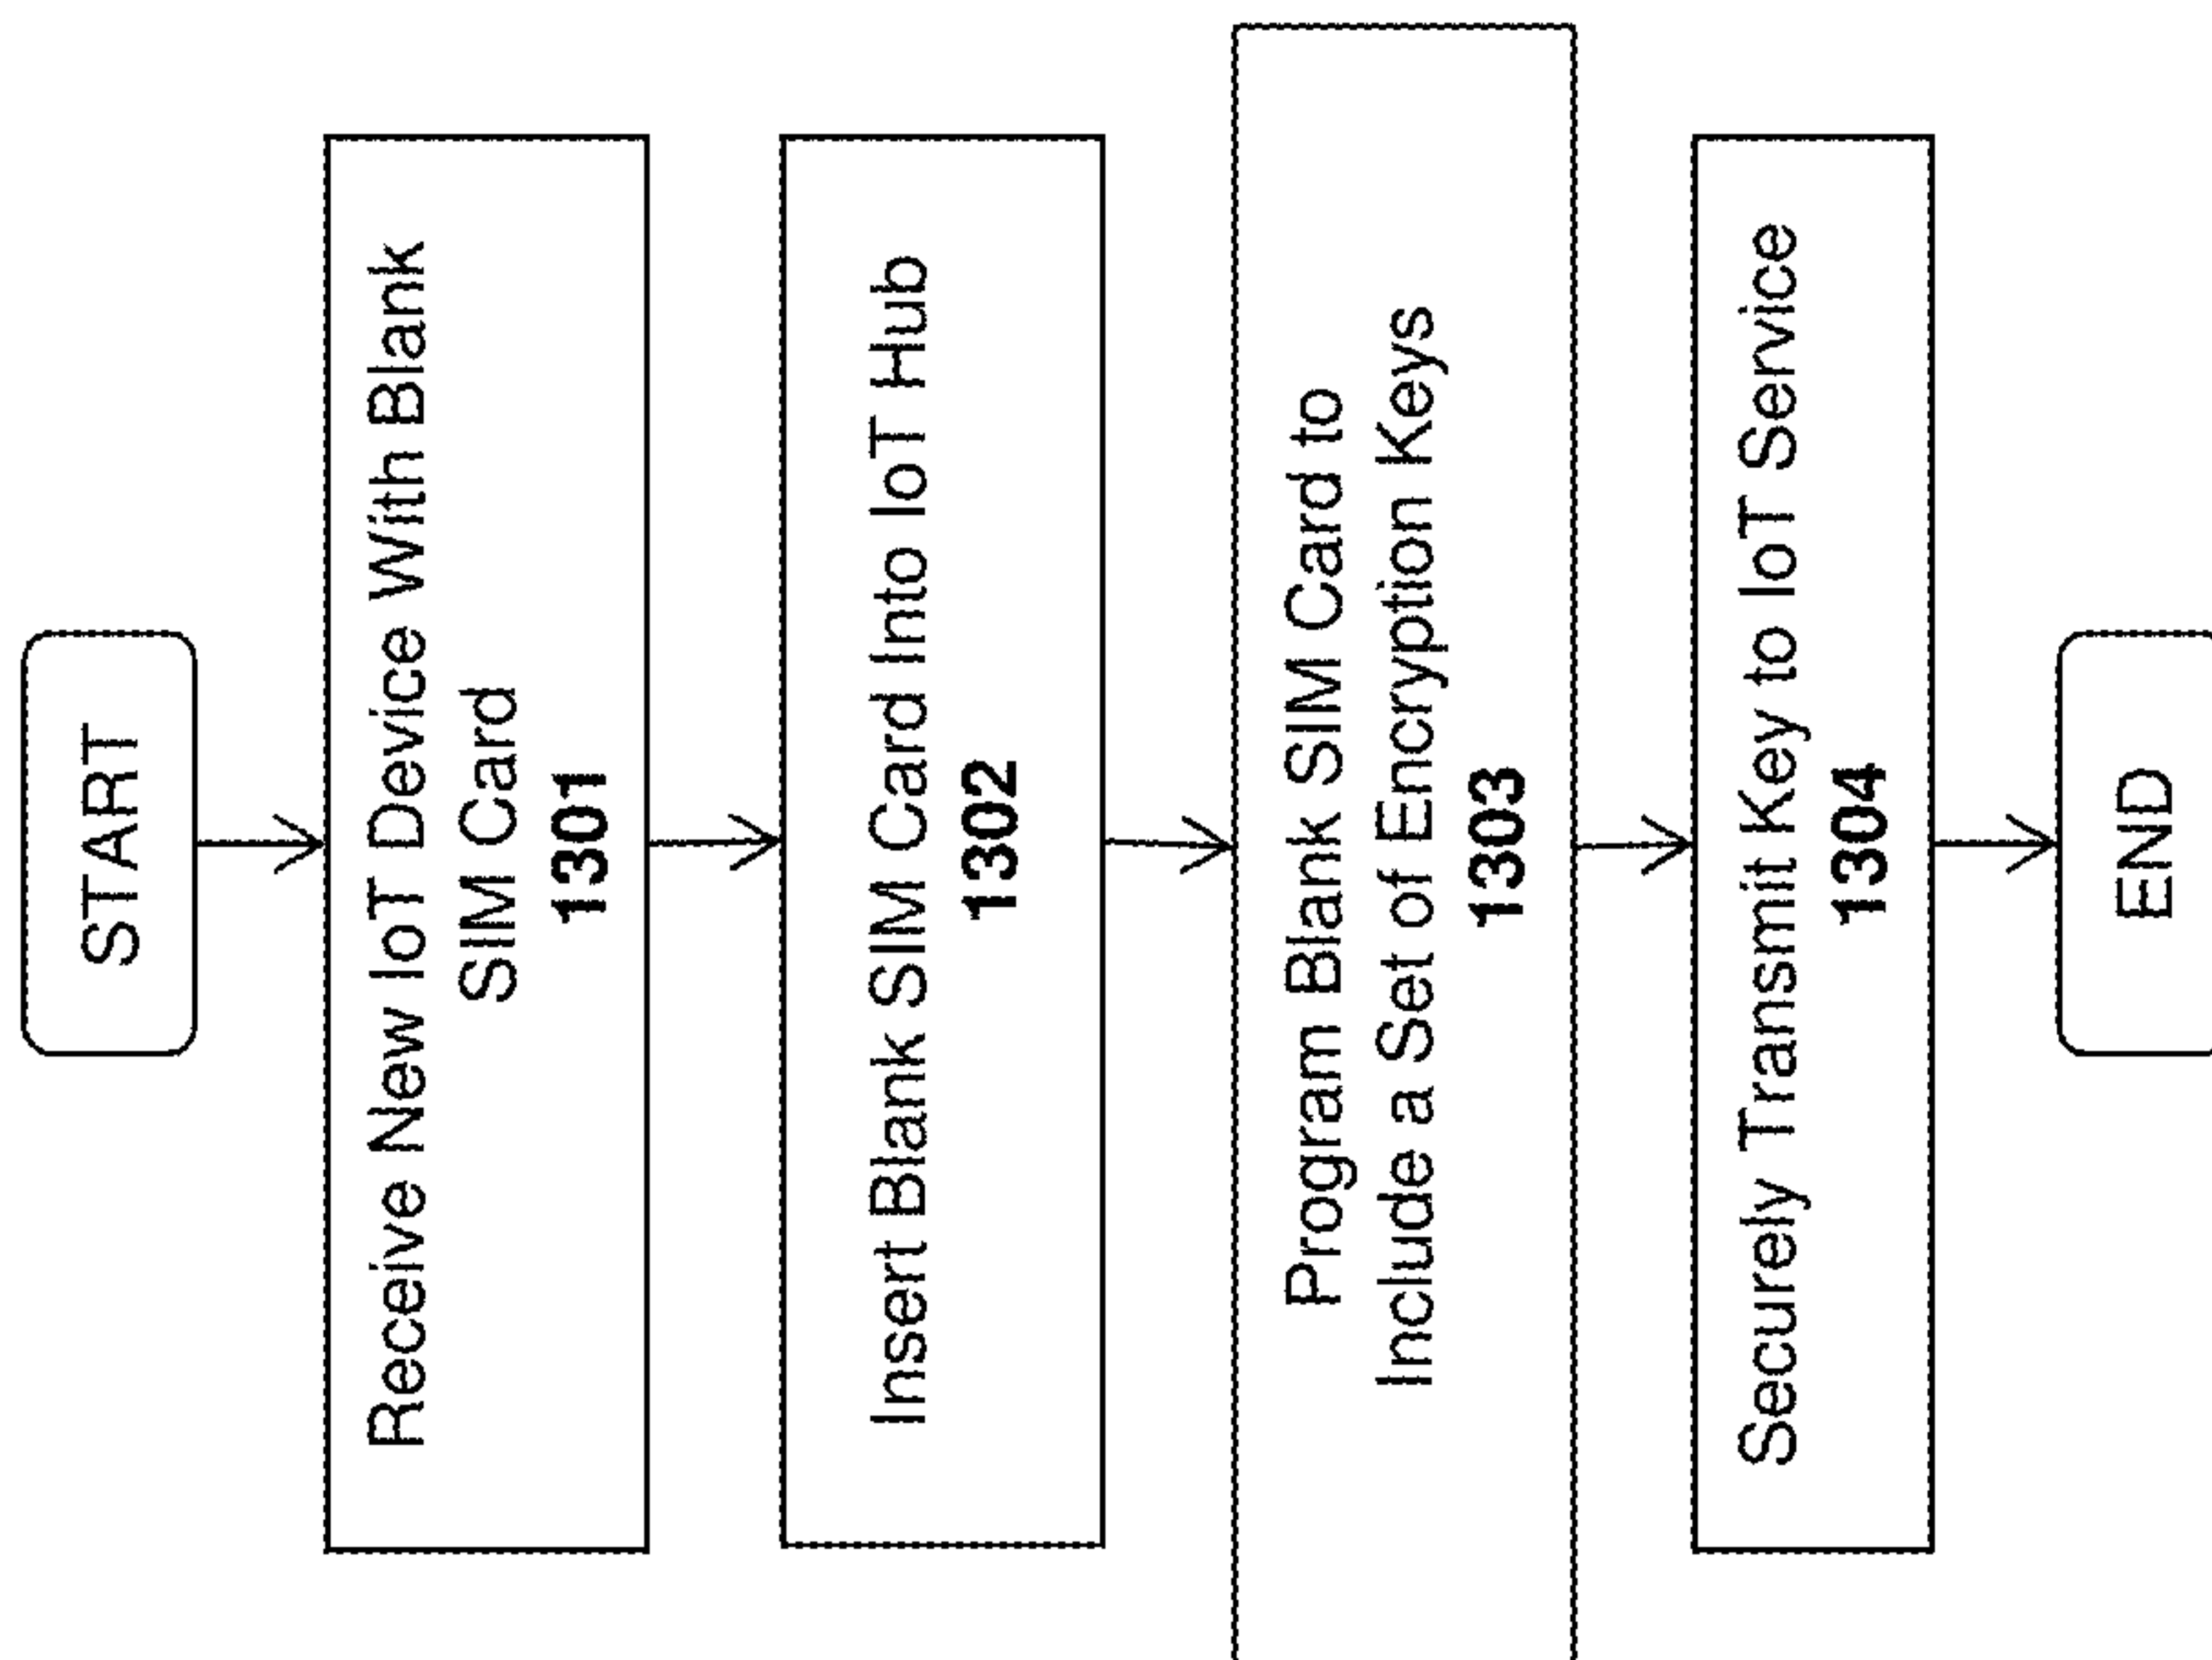 START
Receive New IoT Device With Blank
SIM Card
1301
Insert Blank SIM Card Into IoT Hub
1302
Program Blank SIM Card to
Include a Set of Encryption Keys
1303
Securely Transmit Key to IoT Service
1304
END